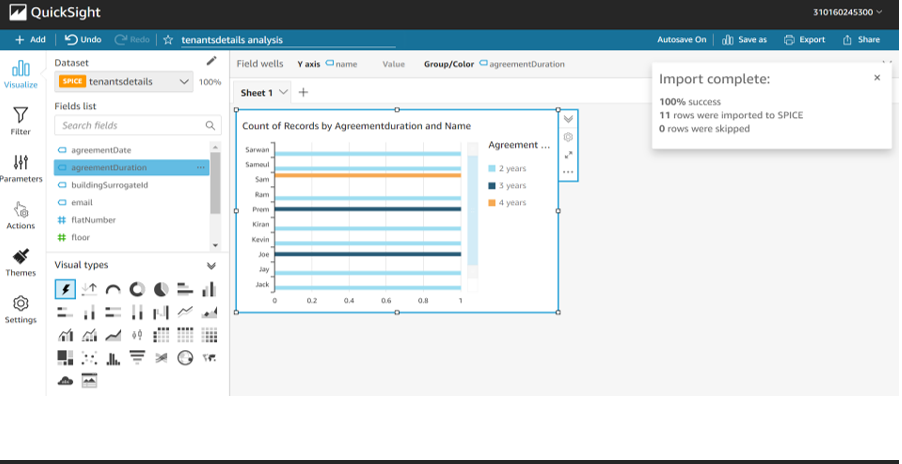 QuickSight
310160245300
+ Add
Undo
Redo
tenantsdetails analysis
Autosave On
Save as
Export
Share
Visualize
Filter
Parameters
Actions
Themes
Settings
Dataset
SPICE tenantsdetails 100%
Fields list
Search fields
agreementDate
agreementDuration
buildingSurrogateId
email
flatNumber
floor
Visual types
Field wells
Y axis name
Value
Group/Color agreementDuration
Sheet 1
Import complete:
100% success
11 rows were imported to SPICE
0 rows were skipped
Count of Records by Agreementduration and Name
Sarwan
Sameul
Sam
Ram
Prem
Kiran
Kevin
Joe
Jay
Jack
0 0.2 0.4 0.6 0.8 1
Agreement ...
2 years
3 years
4 years